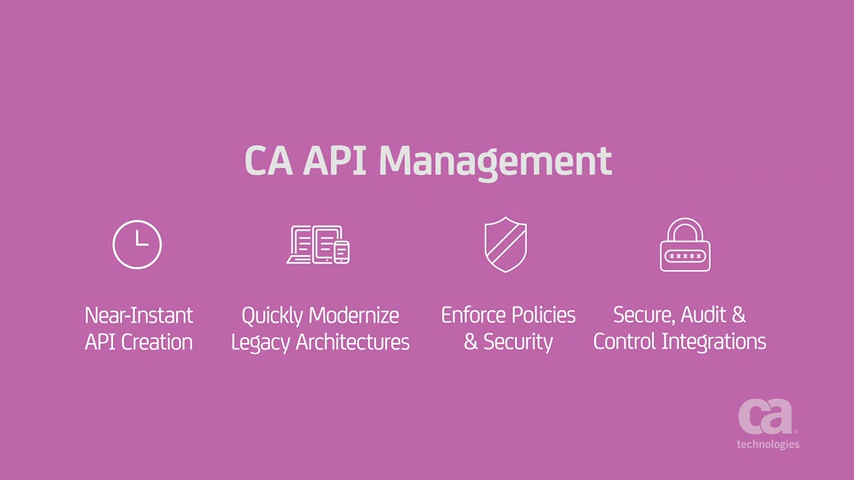 CA API Management
Near-Instant
API Creation
Quickly Modernize
Legacy Architectures
Enforce Policies
& Security
Secure, Audit &
Control Integrations
ca
technologies